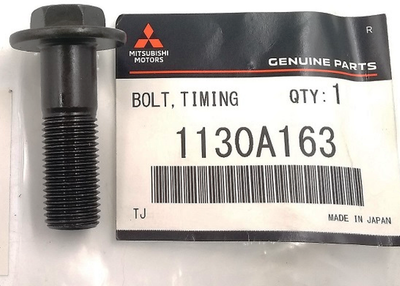 R
MITSUBISHI
MOTORS
GENUINE PARTS
BOLT, TIMING QTY: 1
1130A163
TJ
MADE IN JAPAN